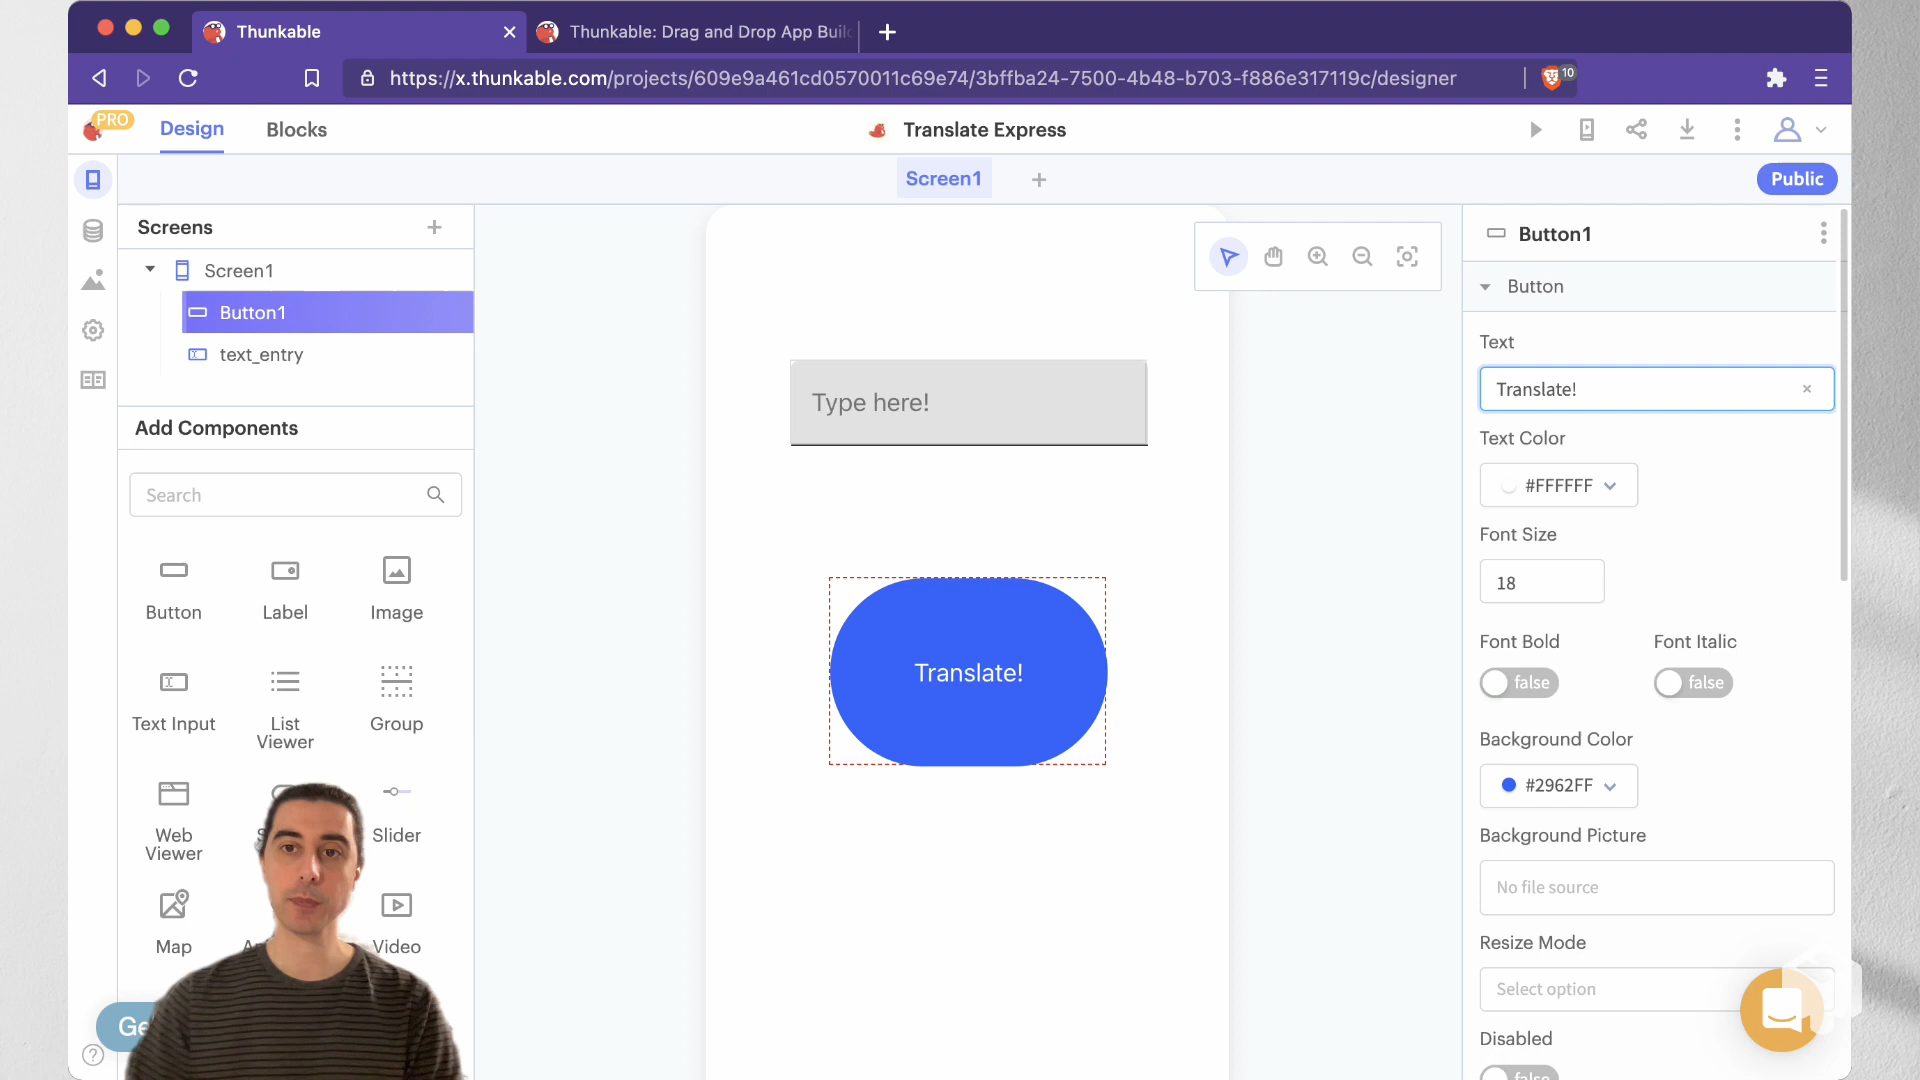 Thunkable
Thunkable: Drag and Drop App Buil
https://x.thunkable.com/projects/609e9a461cd0570011c69e74/3bffba24-7500-4b48-b703-f886e317119c/designer
10
PRO
Design
Blocks
Translate Express
Screen1
Public
Screens
Screen1
Button1
text_entry
Add Components
Search
Button
Label
Image
Text Input
List
Viewer
Group
Web
Viewer
Slider
Map
Video
Ge
Type here!
Translate!
Button1
Button
Text
Translate!
Text Color
#FFFFFF
Font Size
18
Font Bold
Font Italic
false
false
Background Color
#2962FF
Background Picture
No file source
Resize Mode
Select option
Disabled
false